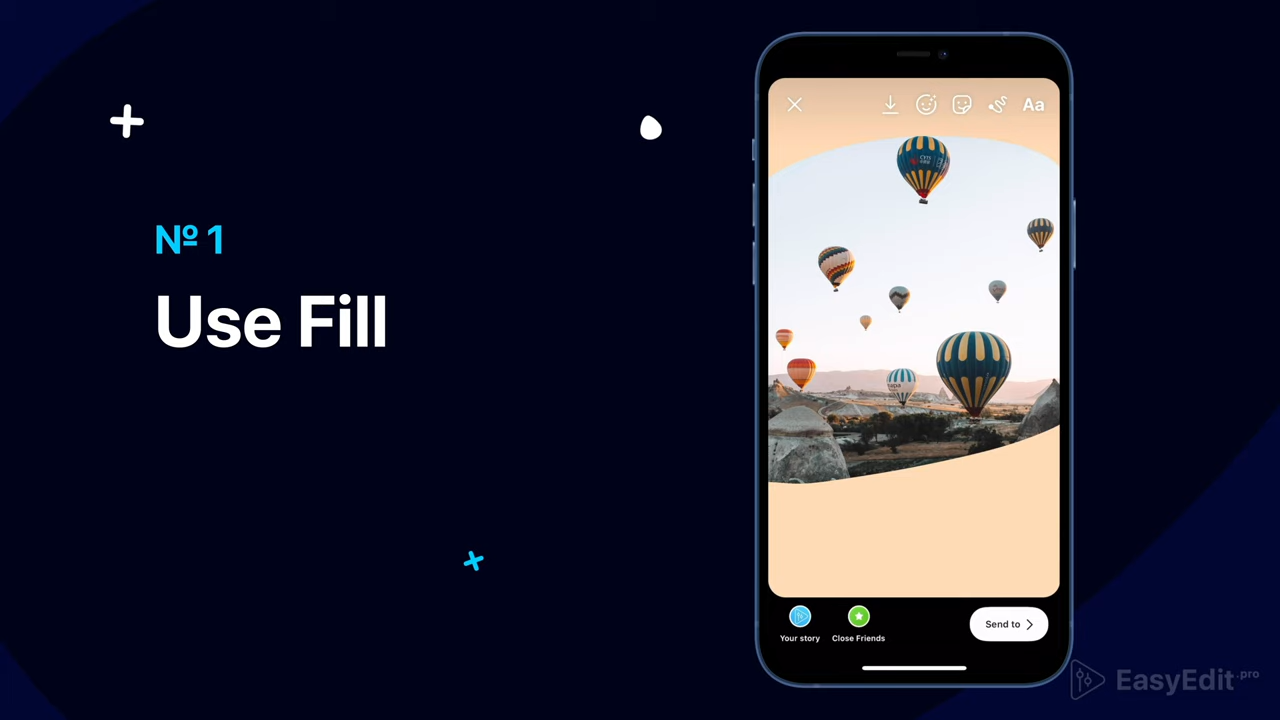 Nº 1
Use Fill
Aa
Your story
Close Friends
Send to
EasyEdit.pro